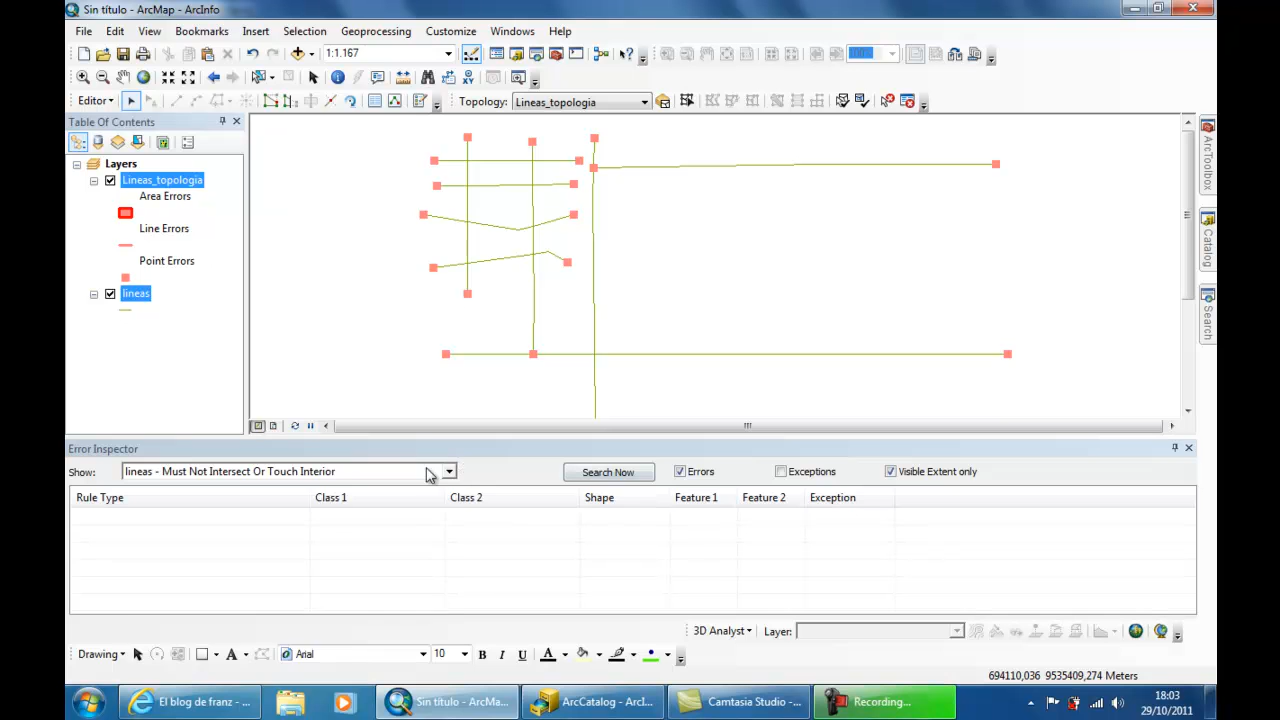 Sin título - ArcMap - ArcInfo
File Edit View Bookmarks Insert Selection Geoprocessing Customize Windows Help
1:1.167
Editor Topology: Lineas_topologia
Table Of Contents
Layers
Lineas_topologia
Area Errors
Line Errors
Point Errors
lineas
ArcToolbox
Catalog
Search
Error Inspector
Show: lineas - Must Not Intersect Or Touch Interior Search Now Errors Exceptions Visible Extent only
Rule Type Class 1 Class 2 Shape Feature 1 Feature 2 Exception
3D Analyst Layer:
Drawing A Arial 10 B I U A
694110,036 9535409,274 Meters
El blog de franz - ... Sin título - ArcMa... ArcCatalog - ArcI... Camtasia Studio -... Recording... 18:03
29/10/2011